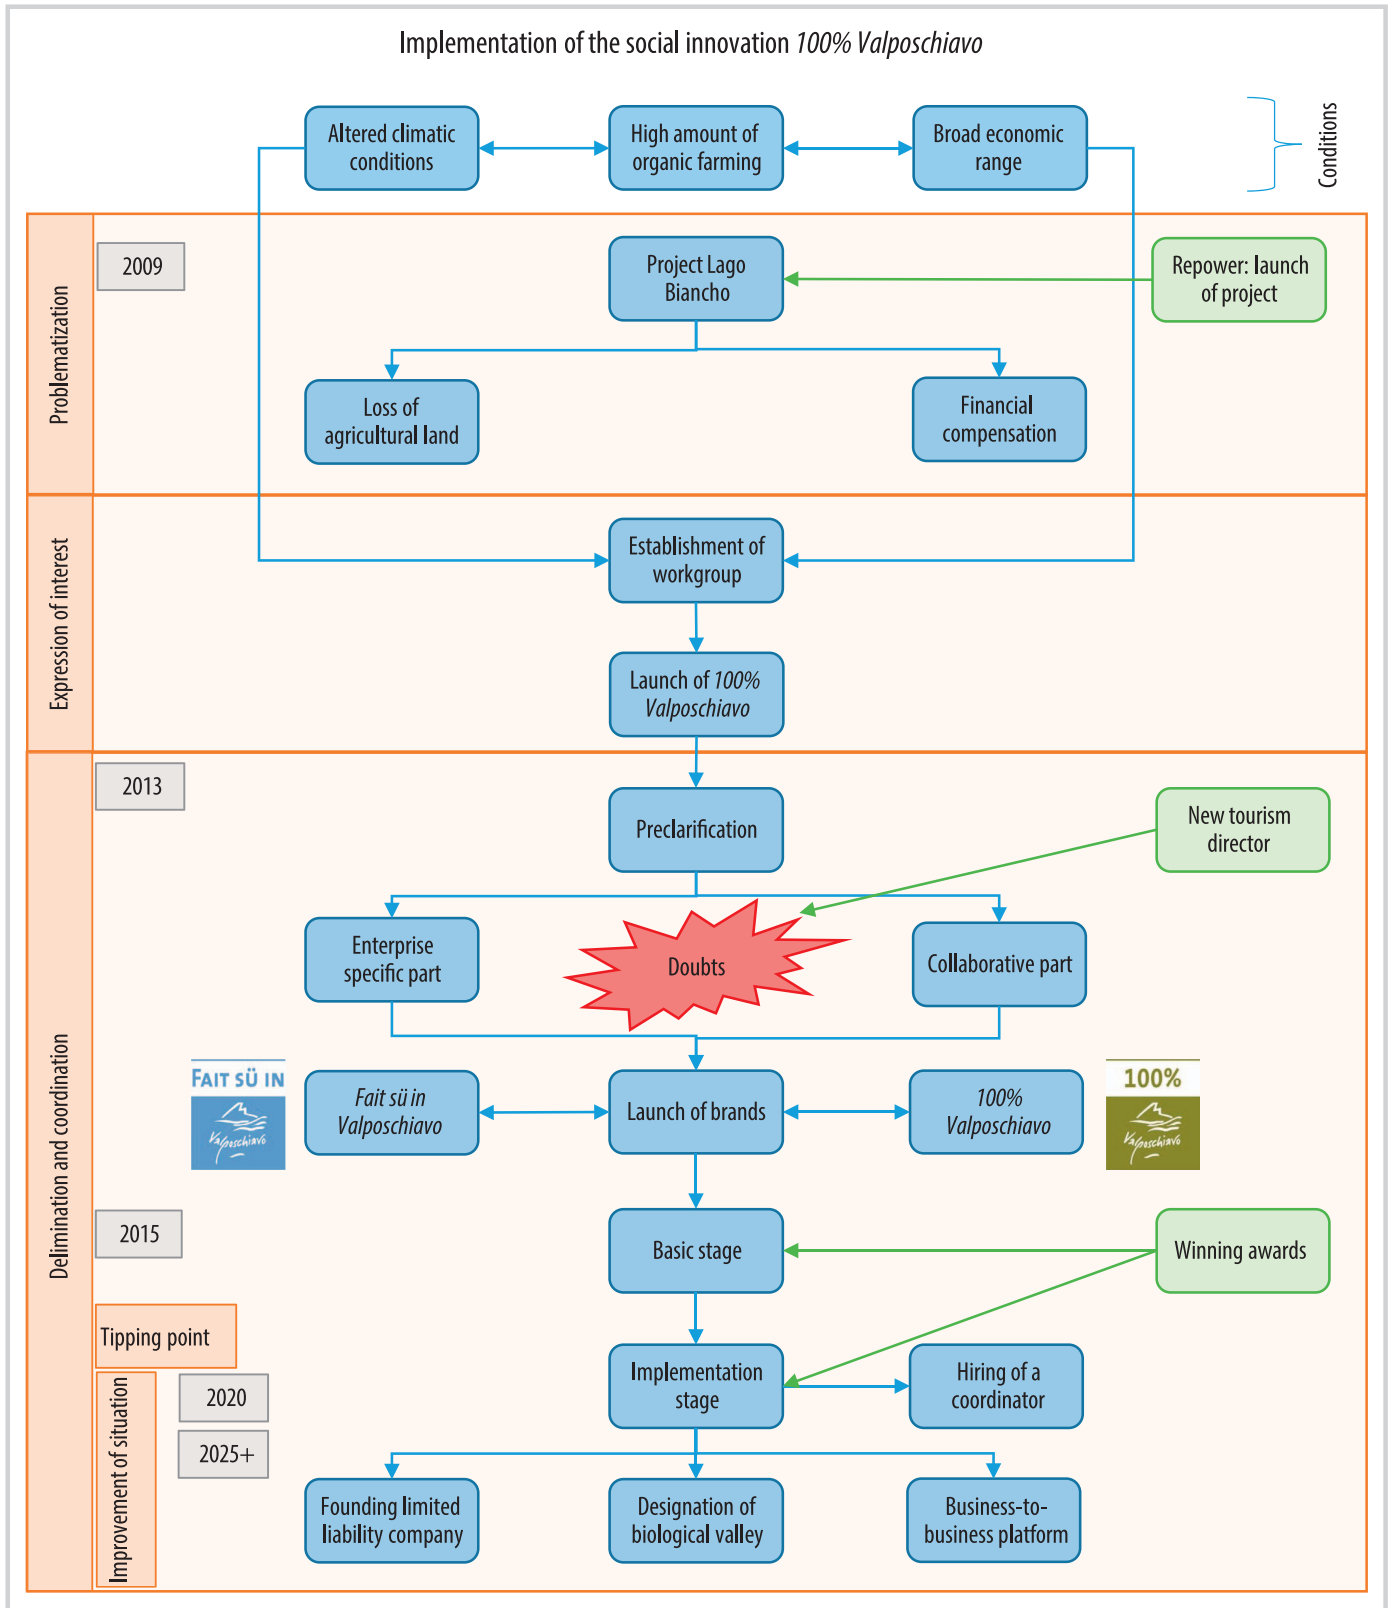 Implementation of the social innovation 100% Valposchiavo
Altered climatic
conditions
High amount of
organic farming
Broad economic
range
Conditions
Problematization
2009
Project Lago
Biancho
Repower: launch
of project
Loss of
agricultural land
Financial
compensation
Expression of interest
Establishment of
workgroup
Launch of 100%
Valposchiavo
Delimination and coordination
2013
Preclarification
New tourism
director
Enterprise
specific part
Doubts
Collaborative part
FAIT SÜ IN
Valposchiavo
Fait sü in
Valposchiavo
Launch of brands
100%
Valposchiavo
100%
Valposchiavo
2015
Basic stage
Winning awards
Tipping point
Improvement of situation
2020
2025+
Implementation
stage
Hiring of a
coordinator
Founding limited
liability company
Designation of
biological valley
Business-to-
business platform